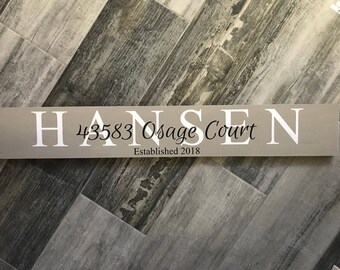 HANSEN
43583 Osage Court
Established 2018